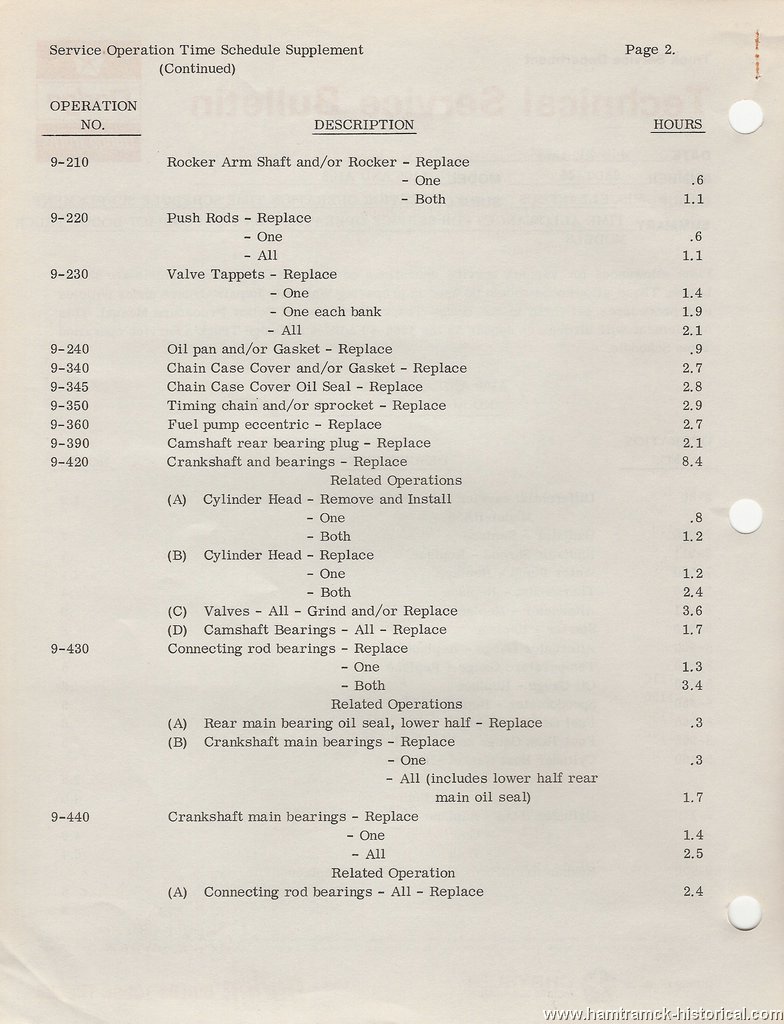 Service Operation Time Schedule Supplement Page 2.
(Continued)
OPERATION
NO. DESCRIPTION HOURS
9-210 Rocker Arm Shaft and/or Rocker - Replace
- One .6
- Both 1.1
9-220 Push Rods - Replace
- One .6
- All 1.1
9-230 Valve Tappets - Replace
- One 1.4
- One each bank 1.9
- All 2.1
9-240 Oil pan and/or Gasket - Replace .9
9-340 Chain Case Cover and/or Gasket - Replace 2.7
9-345 Chain Case Cover Oil Seal - Replace 2.8
9-350 Timing chain and/or sprocket - Replace 2.9
9-360 Fuel pump eccentric - Replace 2.7
9-390 Camshaft rear bearing plug - Replace 2.1
9-420 Crankshaft and bearings - Replace 8.4
Related Operations
(A) Cylinder Head - Remove and Install
- One .8
- Both 1.2
(B) Cylinder Head - Replace
- One 1.2
- Both 2.4
(C) Valves - All - Grind and/or Replace 3.6
(D) Camshaft Bearings - All - Replace 1.7
9-430 Connecting rod bearings - Replace
- One 1.3
- Both 3.4
Related Operations
(A) Rear main bearing oil seal, lower half - Replace .3
(B) Crankshaft main bearings - Replace
- One .3
- All (includes lower half rear
main oil seal) 1.7
9-440 Crankshaft main bearings - Replace
- One 1.4
- All 2.5
Related Operation
(A) Connecting rod bearings - All - Replace 2.4
www.hamtramck-historical.com